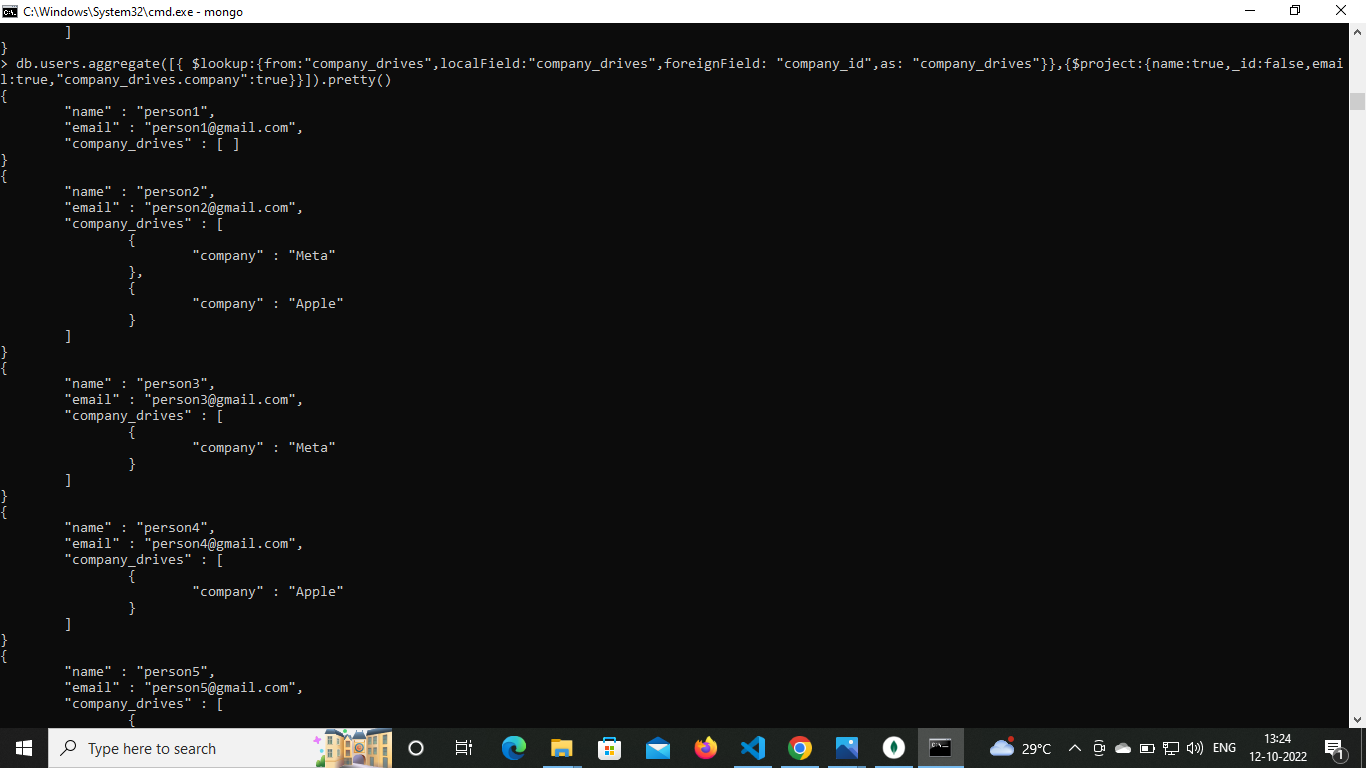 C:\Windows\System32\cmd.exe - mongo
]
}
> db.users.aggregate([{ $lookup:{from:"company_drives",localField:"company_drives",foreignField: "company_id",as: "company_drives"}},{$project:{name:true,_id:false,emai
l:true,"company_drives.company":true}}]).pretty()
{
"name" : "person1",
"email" : "person1@gmail.com",
"company_drives" : [ ]
}
{
"name" : "person2",
"email" : "person2@gmail.com",
"company_drives" : [
{
"company" : "Meta"
},
{
"company" : "Apple"
}
]
}
{
"name" : "person3",
"email" : "person3@gmail.com",
"company_drives" : [
{
"company" : "Meta"
}
]
}
{
"name" : "person4",
"email" : "person4@gmail.com",
"company_drives" : [
{
"company" : "Apple"
}
]
}
{
"name" : "person5",
"email" : "person5@gmail.com",
"company_drives" : [
{
Type here to search
29°C
ENG
13:24
12-10-2022
1